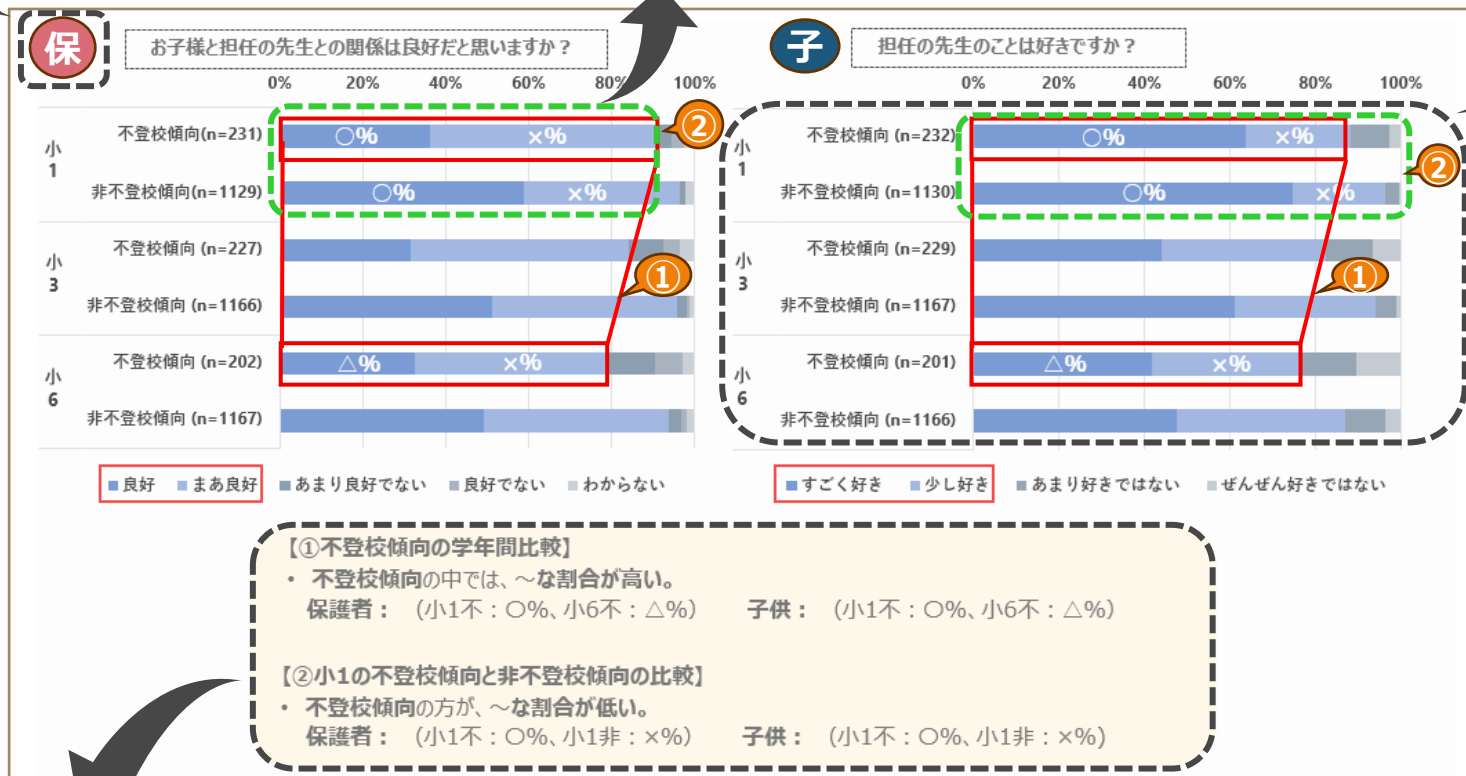 保
お子様と担任の先生との関係は良好だと思いますか？
0% 20% 40% 60% 80% 100%
小1
不登校傾向(n=231)
〇% ×%
②
非不登校傾向(n=1129)
〇% ×%
小3
不登校傾向 (n=227)
①
非不登校傾向 (n=1166)
小6
不登校傾向 (n=202)
△% ×%
非不登校傾向 (n=1167)
■良好 ■まあ良好 ■あまり良好でない ■良好でない ■わからない
子
担任の先生のことは好きですか？
0% 20% 40% 60% 80% 100%
小1
不登校傾向 (n=232)
〇% ×%
②
非不登校傾向 (n=1130)
〇% ×%
小3
不登校傾向 (n=229)
①
非不登校傾向 (n=1167)
小6
不登校傾向 (n=201)
△% ×%
非不登校傾向 (n=1166)
■すごく好き ■少し好き ■あまり好きではない ■ぜんぜん好きではない
【①不登校傾向の学年間比較】
・ 不登校傾向の中では、～な割合が高い。
保護者： （小1不：〇%、小6不：△%） 子供： （小1不：〇%、小6不：△%）
【②小1の不登校傾向と非不登校傾向の比較】
・ 不登校傾向の方が、～な割合が低い。
保護者： （小1不：〇%、小1非：×%） 子供： （小1不：〇%、小1非：×%)